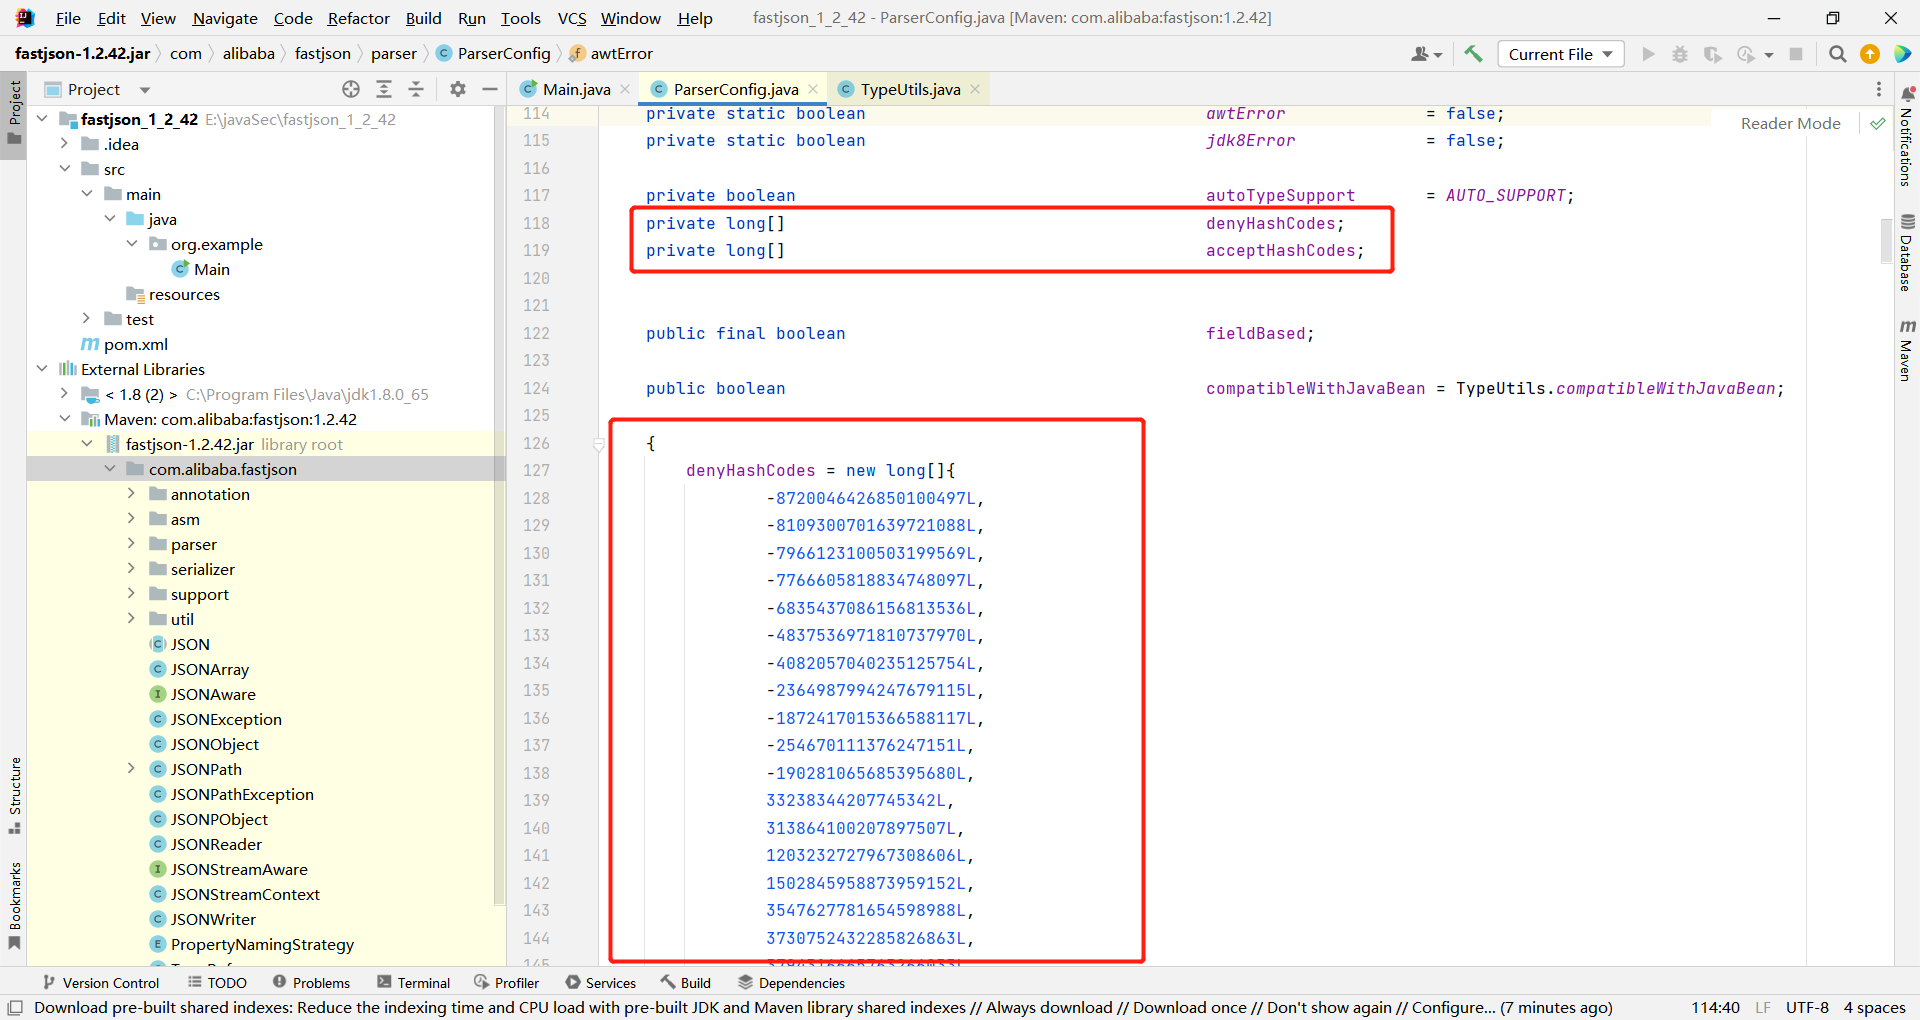 File Edit View Navigate Code Refactor Build Run Tools VCS Window Help fastjson_1_2_42 - ParserConfig.java [Maven: com.alibaba:fastjson:1.2.42]
fastjson-1.2.42.jar com alibaba fastjson parser ParserConfig awtError Current File
Project
Main.java ParserConfig.java TypeUtils.java
Project
Structure
Bookmarks
fastjson_1_2_42 E:\javaSec\fastjson_1_2_42
.idea
src
main
java
org.example
Main
resources
test
pom.xml
External Libraries
< 1.8 (2) > C:\Program Files\Java\jdk1.8.0_65
Maven: com.alibaba:fastjson:1.2.42
fastjson-1.2.42.jar library root
com.alibaba.fastjson
annotation
asm
parser
serializer
support
util
JSON
JSONArray
JSONAware
JSONException
JSONObject
JSONPath
JSONPathException
JSONPObject
JSONReader
JSONStreamAware
JSONStreamContext
JSONWriter
PropertyNamingStrategy
Reader Mode
114 private static boolean awtError = false;
115 private static boolean jdk8Error = false;
116
117 private boolean autoTypeSupport = AUTO_SUPPORT;
118 private long[] denyHashCodes;
119 private long[] acceptHashCodes;
120
121
122 public final boolean fieldBased;
123
124 public boolean compatibleWithJavaBean = TypeUtils.compatibleWithJavaBean;
125
126 {
127 denyHashCodes = new long[]{
128 -8720046426850100497L,
129 -8109300701639721088L,
130 -7966123100503199569L,
131 -7766605818834748097L,
132 -6835437086156813536L,
133 -4837536971810737970L,
134 -4082057040235125754L,
135 -2364987994247679115L,
136 -1872417015366588117L,
137 -254670111376247151L,
138 -190281065685395680L,
139 33238344207745342L,
140 313864100207897507L,
141 1203232727967308606L,
142 1502845958873959152L,
143 3547627781654598988L,
144 3730752432285826863L,
145
Notifications
Database
Maven
Version Control TODO Problems Terminal Profiler Services Build Dependencies
Download pre-built shared indexes: Reduce the indexing time and CPU load with pre-built JDK and Maven library shared indexes // Always download // Download once // Don't show again // Configure... (7 minutes ago) 114:40 LF UTF-8 4 spaces